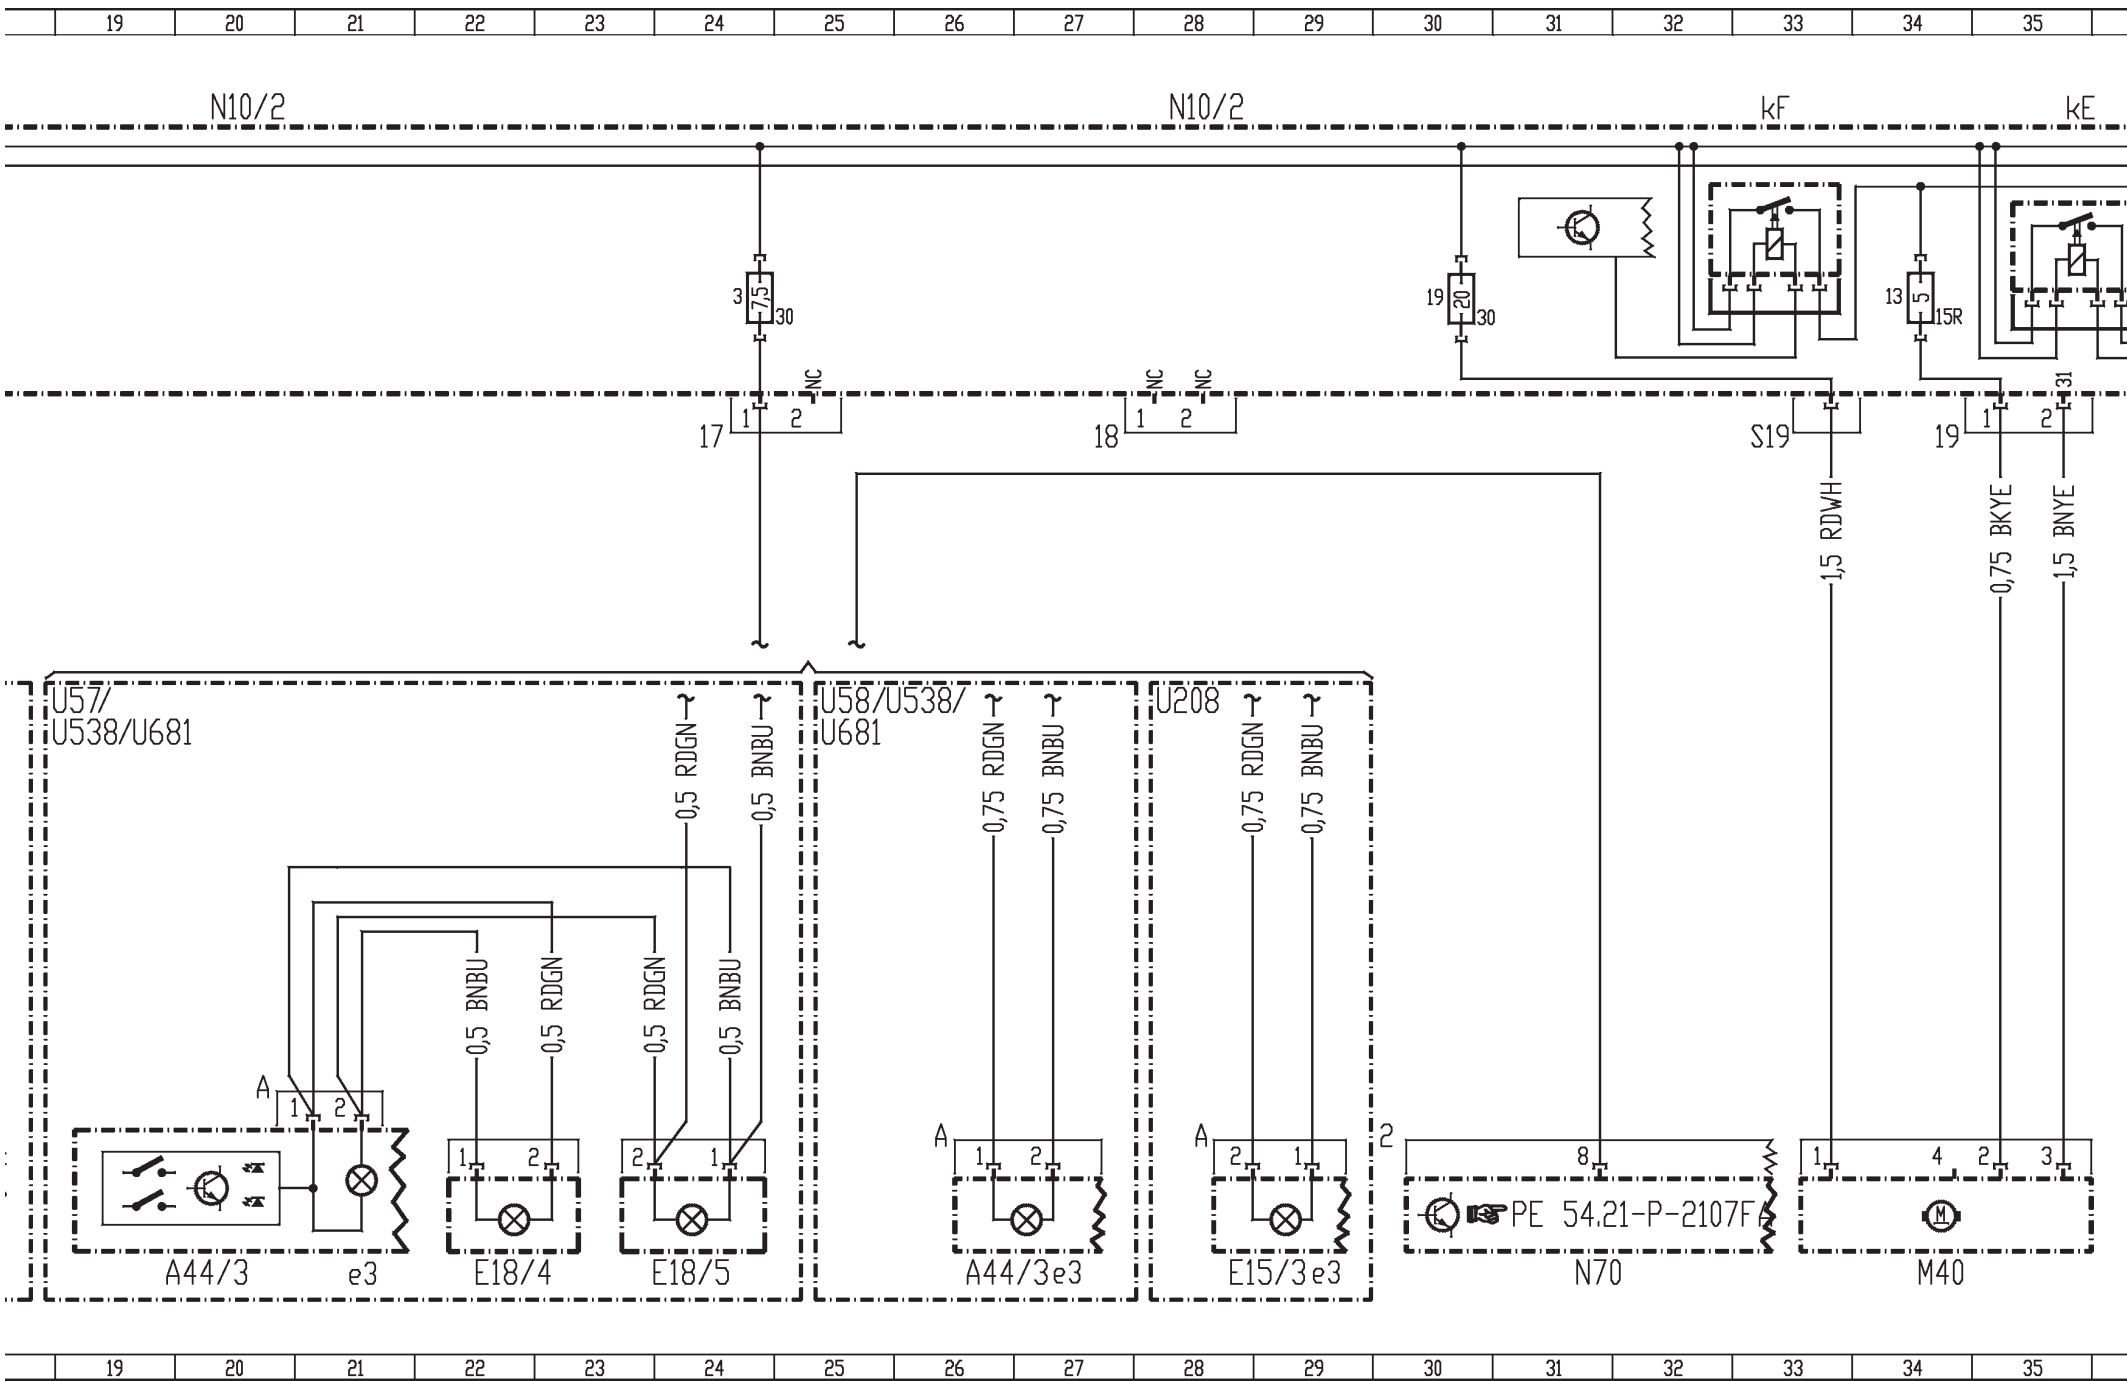 19 20 21 22 23 24 25 26 27 28 29 30 31 32 33 34 35
N10/2 N10/2 kF kE
3 7,5 30
19 20 30
13 5 15R
NC NC NC 31
17 1 2
18 1 2
S19
19 1 2
1,5 RDWH
0,75 BKYE
1,5 BNYE
U57/
U538/U681
U58/U538/
U681
U208
0,5 RDGN
0,5 BNBU
0,75 RDGN
0,75 BNBU
0,75 RDGN
0,75 BNBU
0,5 BNBU
0,5 RDGN
0,5 RDGN
0,5 BNBU
A 1 2
1 2
2 1
A 1 2
A 2 1
2 8
1 4 2 3
PE 54.21-P-2107FA
A44/3 e3 E18/4 E18/5 A44/3e3 E15/3e3 N70 M40
19 20 21 22 23 24 25 26 27 28 29 30 31 32 33 34 35